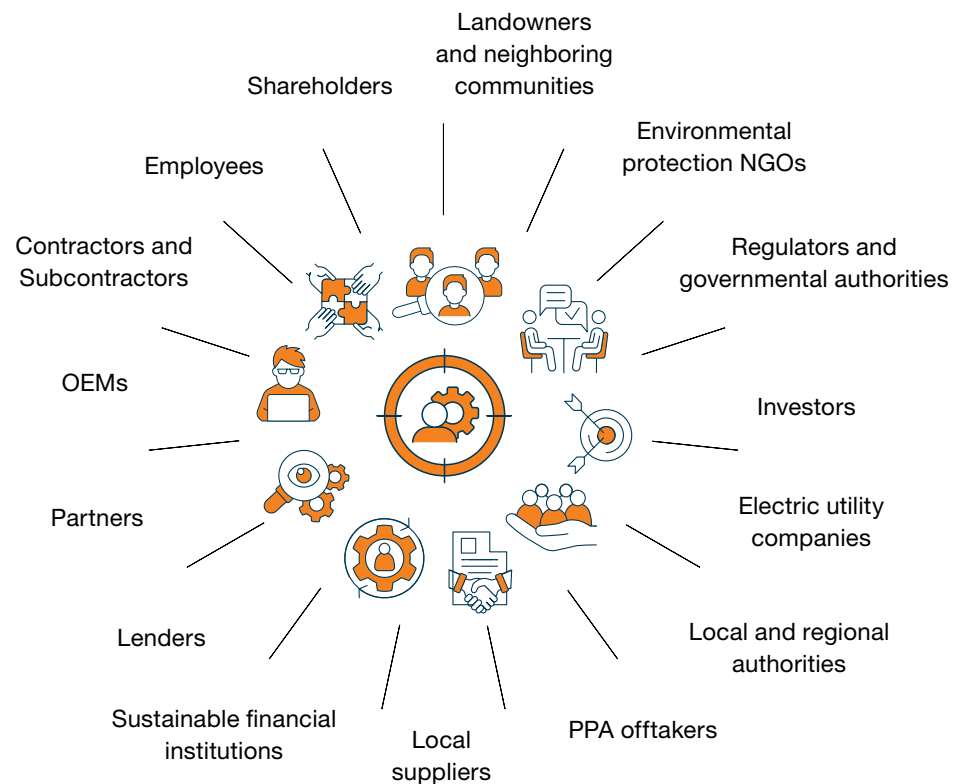 Landowners
and neighboring
communities
Shareholders
Environmental
protection NGOs
Employees
Regulators and
governmental authorities
Contractors and
Subcontractors
OEMs
Investors
Partners
Electric utility
companies
Lenders
Local and regional
authorities
Sustainable financial
institutions
Local
suppliers
PPA offtakers